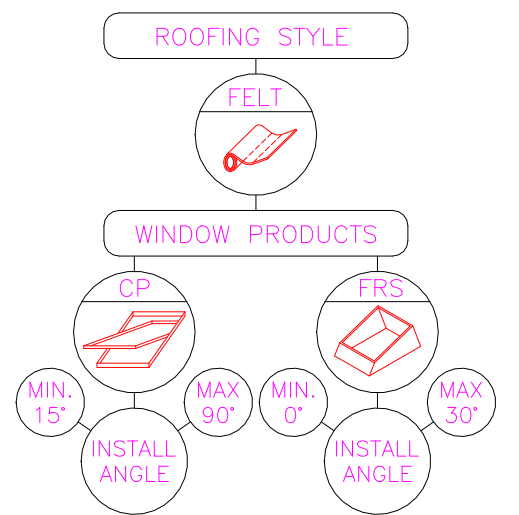 ROOFING STYLE
FELT
WINDOW PRODUCTS
CP
FRS
MIN.
15°
MAX
90°
MIN.
0°
MAX
30°
INSTALL
ANGLE
INSTALL
ANGLE